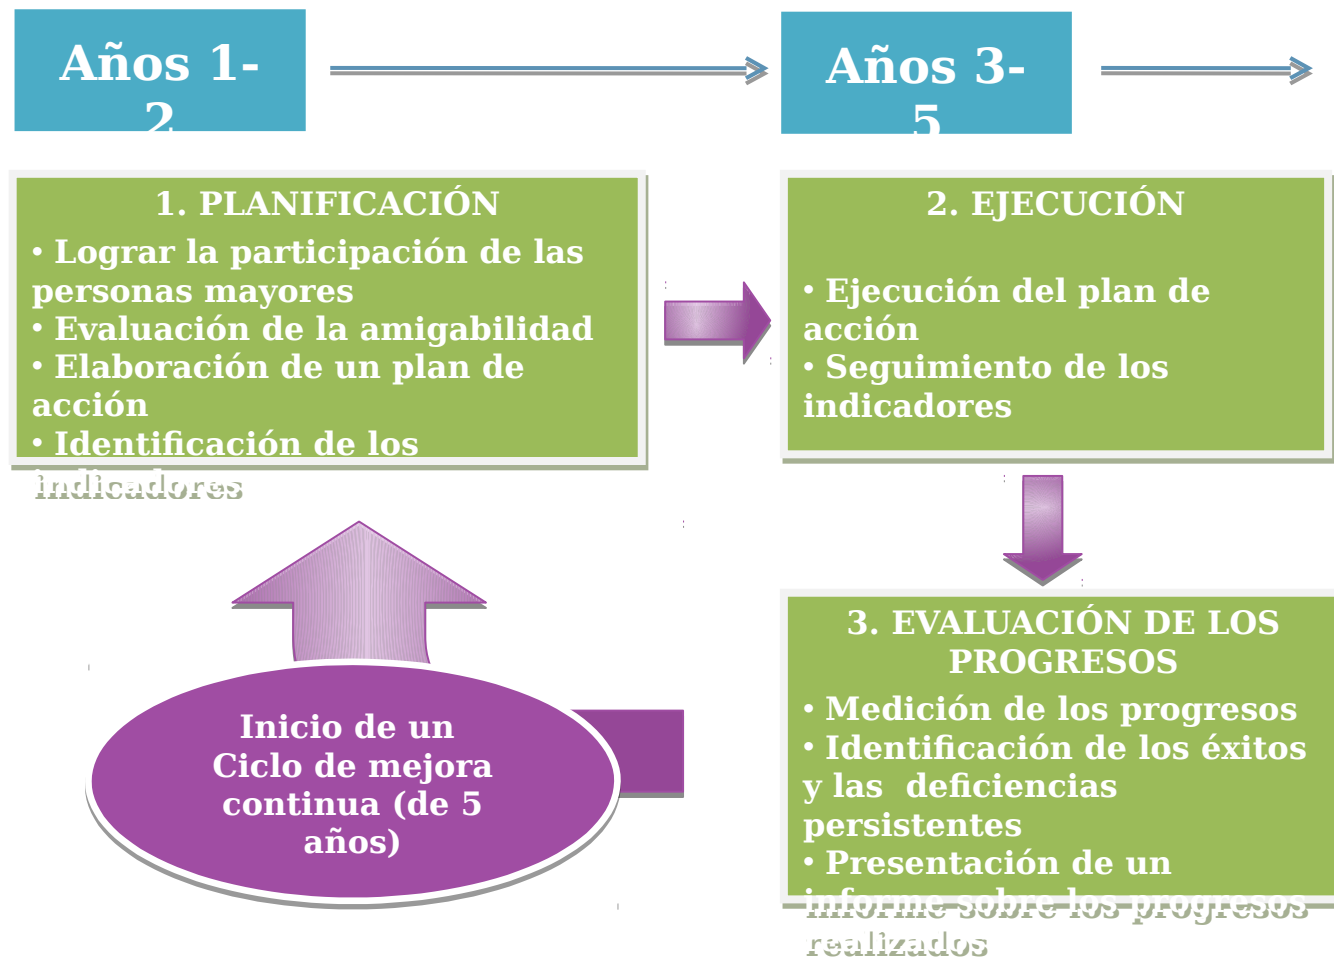 Años 1-
2
Años 3-
5
1. PLANIFICACIÓN
• Lograr la participación de las
personas mayores
• Evaluación de la amigabilidad
• Elaboración de un plan de
acción
• Identificación de los
indicadores
2. EJECUCIÓN
• Ejecución del plan de
acción
• Seguimiento de los
indicadores
3. EVALUACIÓN DE LOS
PROGRESOS
• Medición de los progresos
• Identificación de los éxitos
y las  deficiencias
persistentes
• Presentación de un
informe sobre los progresos
realizados
Inicio de un
Ciclo de mejora
continua (de 5
años)